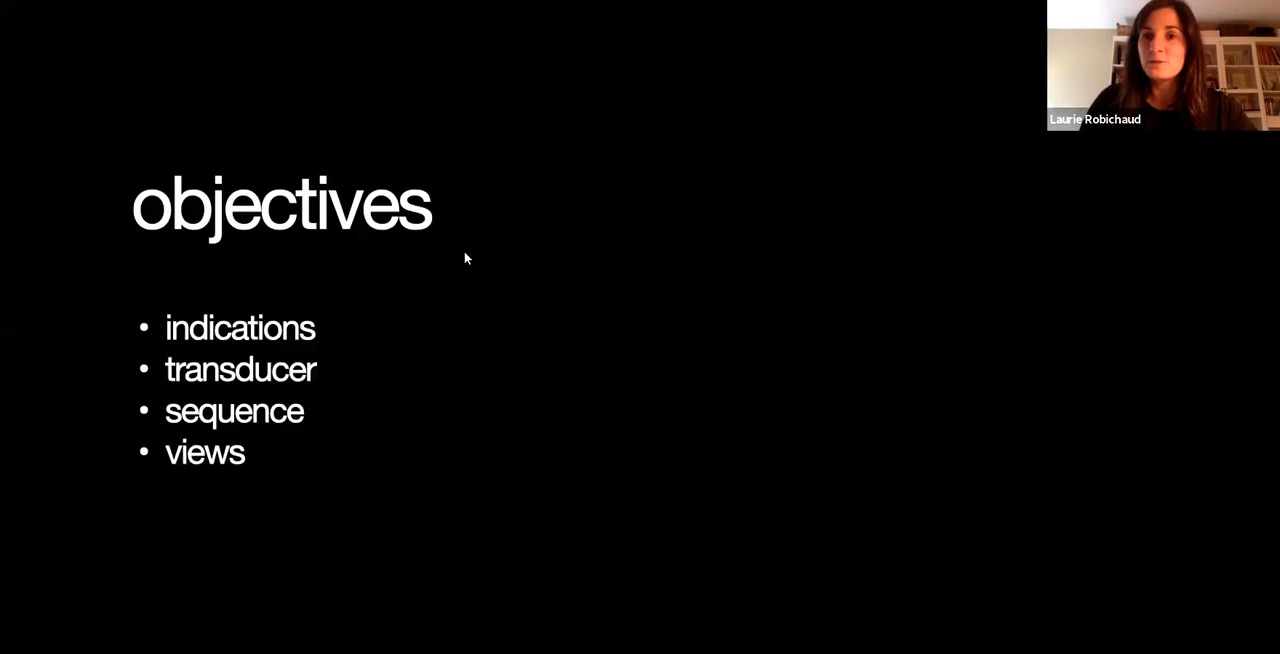 Laurie Robichaud
objectives
• indications
• transducer
• sequence
• views